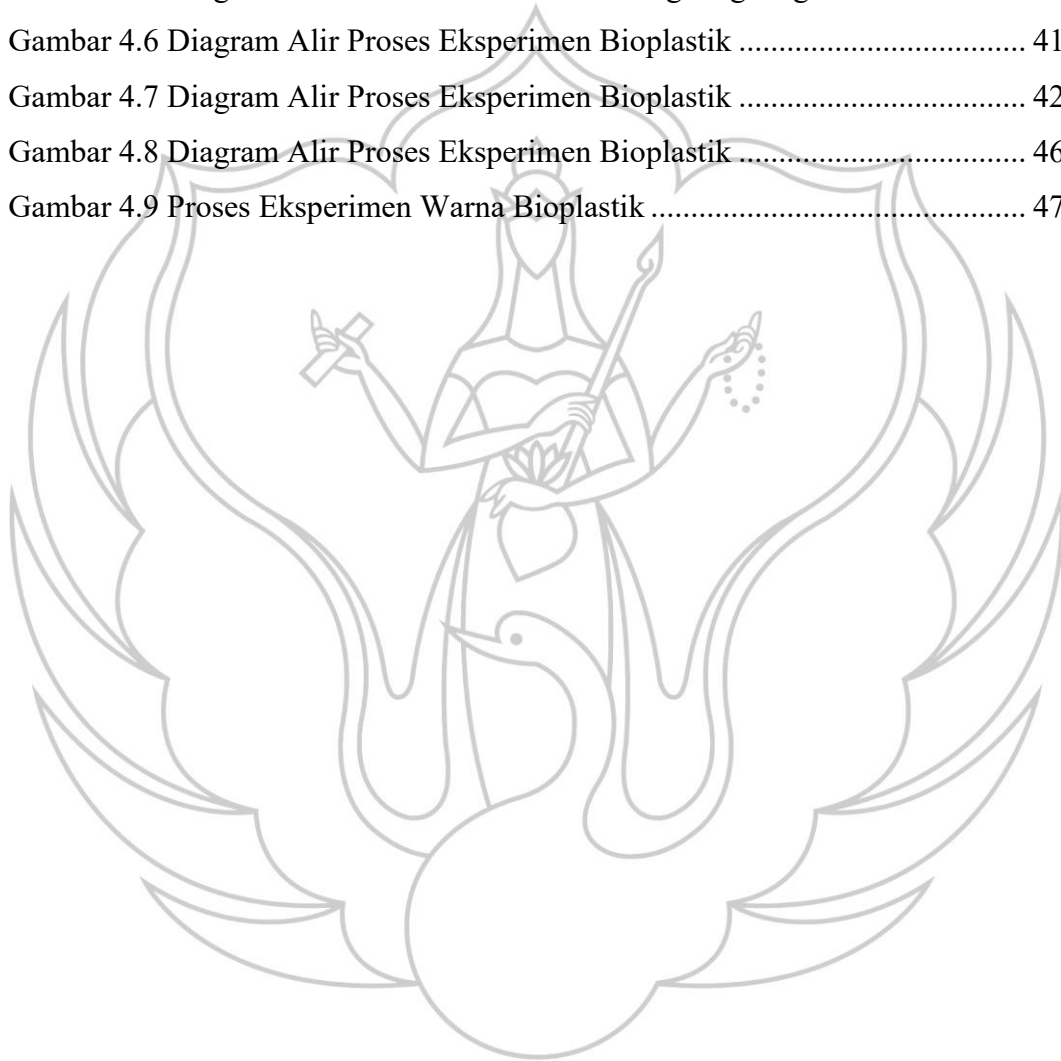 Gambar 4.6 Diagram Alir Proses Eksperimen Bioplastik ................................ 41
Gambar 4.7 Diagram Alir Proses Eksperimen Bioplastik ................................ 42
Gambar 4.8 Diagram Alir Proses Eksperimen Bioplastik ................................ 46
Gambar 4.9 Proses Eksperimen Warna Bioplastik .......................................... 47